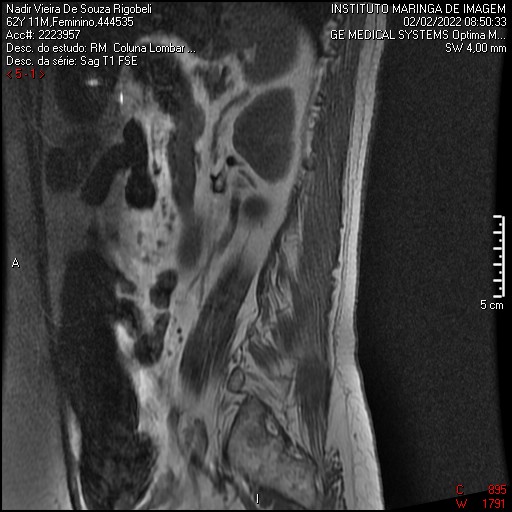 Nadir Vieira De Souza Rigobeli
62Y 11M,Feminino,444535
Acc#: 2223957
Desc. do estudo: RM Coluna Lombar ...
Desc. da série: Sag T1 FSE
<5-1>
INSTITUTO MARINGA DE IMAGEM
02/02/2022 08:50:33
GE MEDICAL SYSTEMS Optima M...
SW 4,00 mm
A
5 cm
I
C 895
W 1791